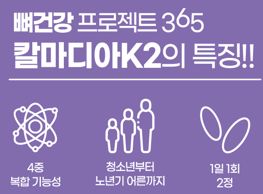 뼈건강 프로젝트 365
칼마디아K2의 특징!!
4중
복합 기능성
청소년부터
노년기 어른까지
1일 1회
2정